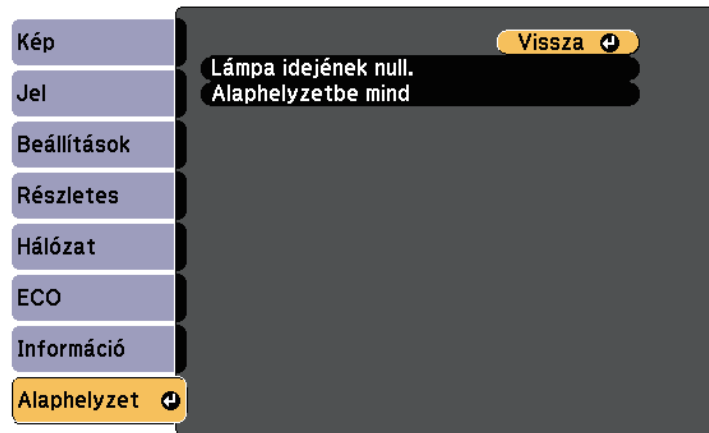 Kép
Jel
Beállítások
Részletes
Hálózat
ECO
Információ
Alaphelyzet
Vissza
Lámpa idejének null.
Alaphelyzetbe mind